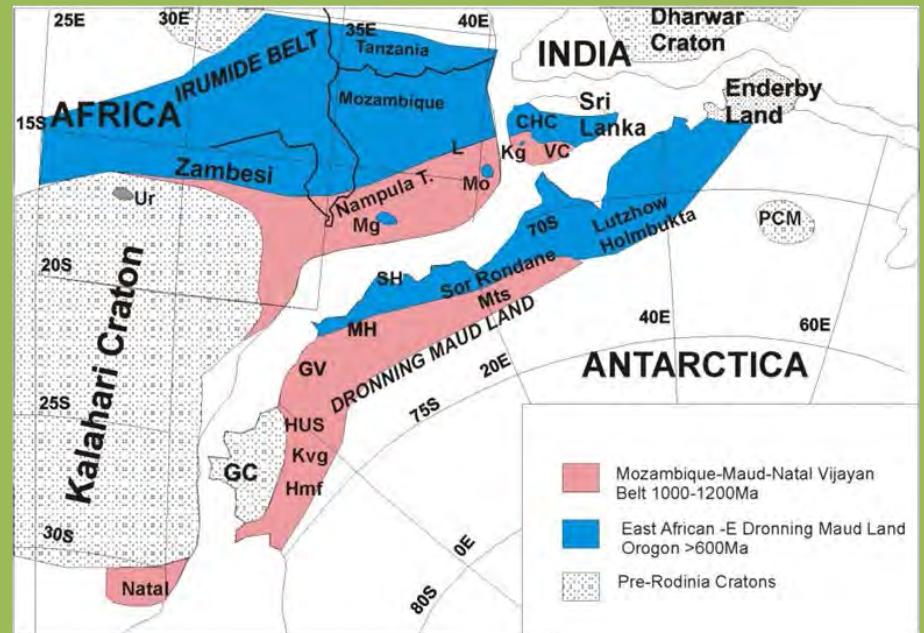 25E
30E
35E
40E
Dharwar
Craton
INDIA
Tanzania
IRUMIDE BELT
Mozambique
Enderby
Land
15S
AFRICA
Sri
Lanka
CHC
Kg
VC
L
Zambesi
Mo
Ur
Nampula T.
Mg
PCM
70S
Lutzhow
Holmbukta
20S
SH
Sor Rondane
Mts
MH
40E
60E
Kalahari Craton
GV
DRONNING MAUD LAND
20E
ANTARCTICA
75S
25S
HUS
GC
Kvg
Hmf
Mozambique-Maud-Natal Vijayan
Belt 1000-1200Ma
East African -E Dronning Maud Land
Orogon >600Ma
30S
0E
Natal
80S
Pre-Rodinia Cratons